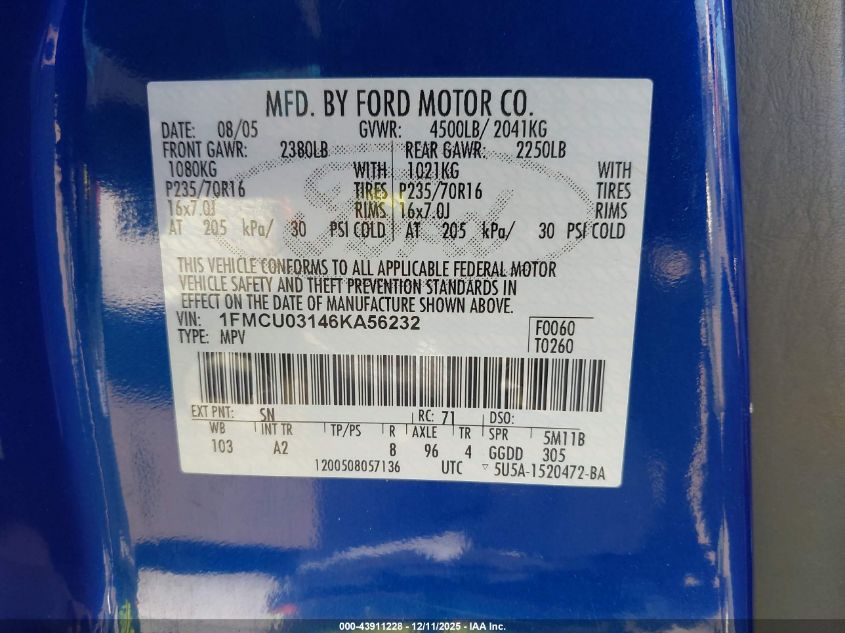 MFD. BY FORD MOTOR CO.
DATE: 08/05 GVWR: 4500LB/ 2041KG
FRONT GAWR: 2380LB REAR GAWR: 2250LB
1080KG WITH 1021KG WITH
P235/70R16 TIRES P235/70R16 TIRES
16x7.0J RIMS 16x7.0J RIMS
AT 205 kPa/ 30 PSI COLD AT 205 kPa/ 30 PSI COLD
THIS VEHICLE CONFORMS TO ALL APPLICABLE FEDERAL MOTOR
VEHICLE SAFETY AND THEFT PREVENTION STANDARDS IN
EFFECT ON THE DATE OF MANUFACTURE SHOWN ABOVE.
VIN: 1FMCU03146KA56232 F0060
TYPE: MPV T0260
EXT PNT: SN RC: 71 DSO:
WB INT TR TP/PS R AXLE TR SPR 5M11B
103 A2 8 96 4 GGDD 305
1200508057136 UTC 5U5A-1520472-BA
000-43911228 - 12/11/2025 - IAA Inc.